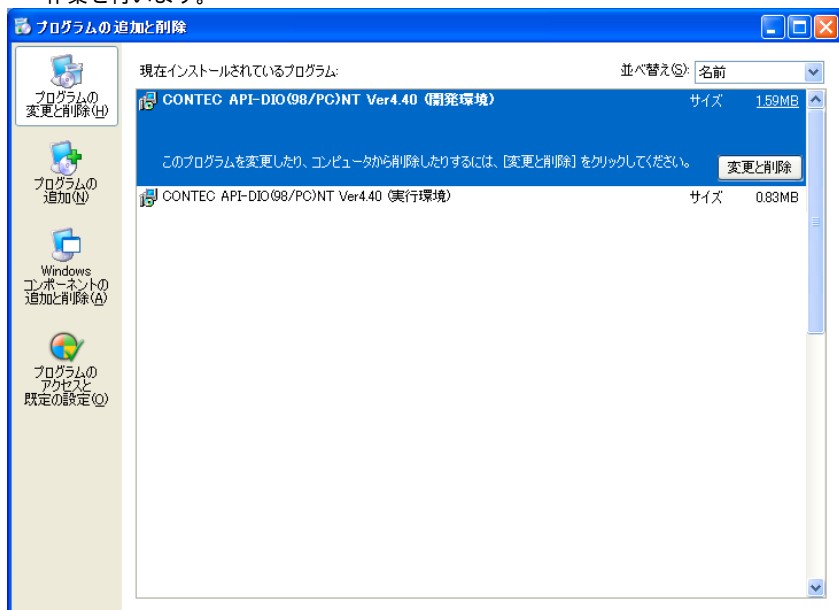 作業を行います。
プログラムの追加と削除
プログラムの
変更と削除(H)
プログラムの
追加(N)
Windows
コンポーネントの
追加と削除(A)
プログラムの
アクセスと
既定の設定(O)
現在インストールされているプログラム:
並べ替え(S): 名前
CONTEC API-DIO(98/PC)NT Ver4.40 (開発環境)
サイズ 1.59MB
このプログラムを変更したり、コンピュータから削除したりするには、[変更と削除] をクリックしてください。
変更と削除
CONTEC API-DIO(98/PC)NT Ver4.40 (実行環境)
サイズ 0.83MB